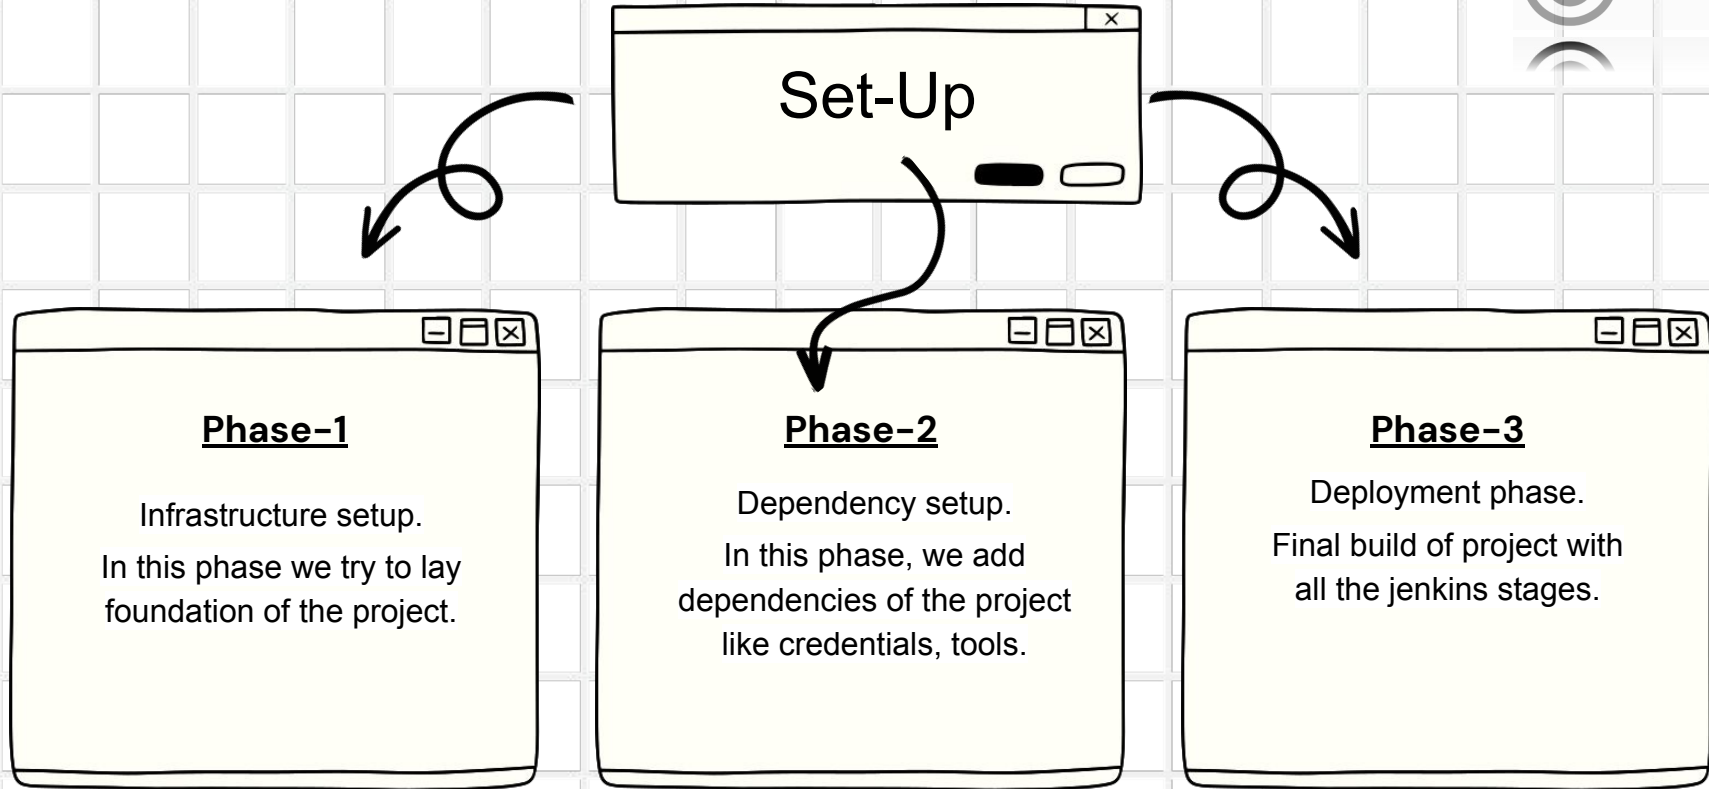 Set-Up
Phase-1
Infrastructure setup.
In this phase we try to lay
foundation of the project.
Phase-2
Dependency setup.
In this phase, we add
dependencies of the project
like credentials, tools.
Phase-3
Deployment phase.
Final build of project with
all the jenkins stages.